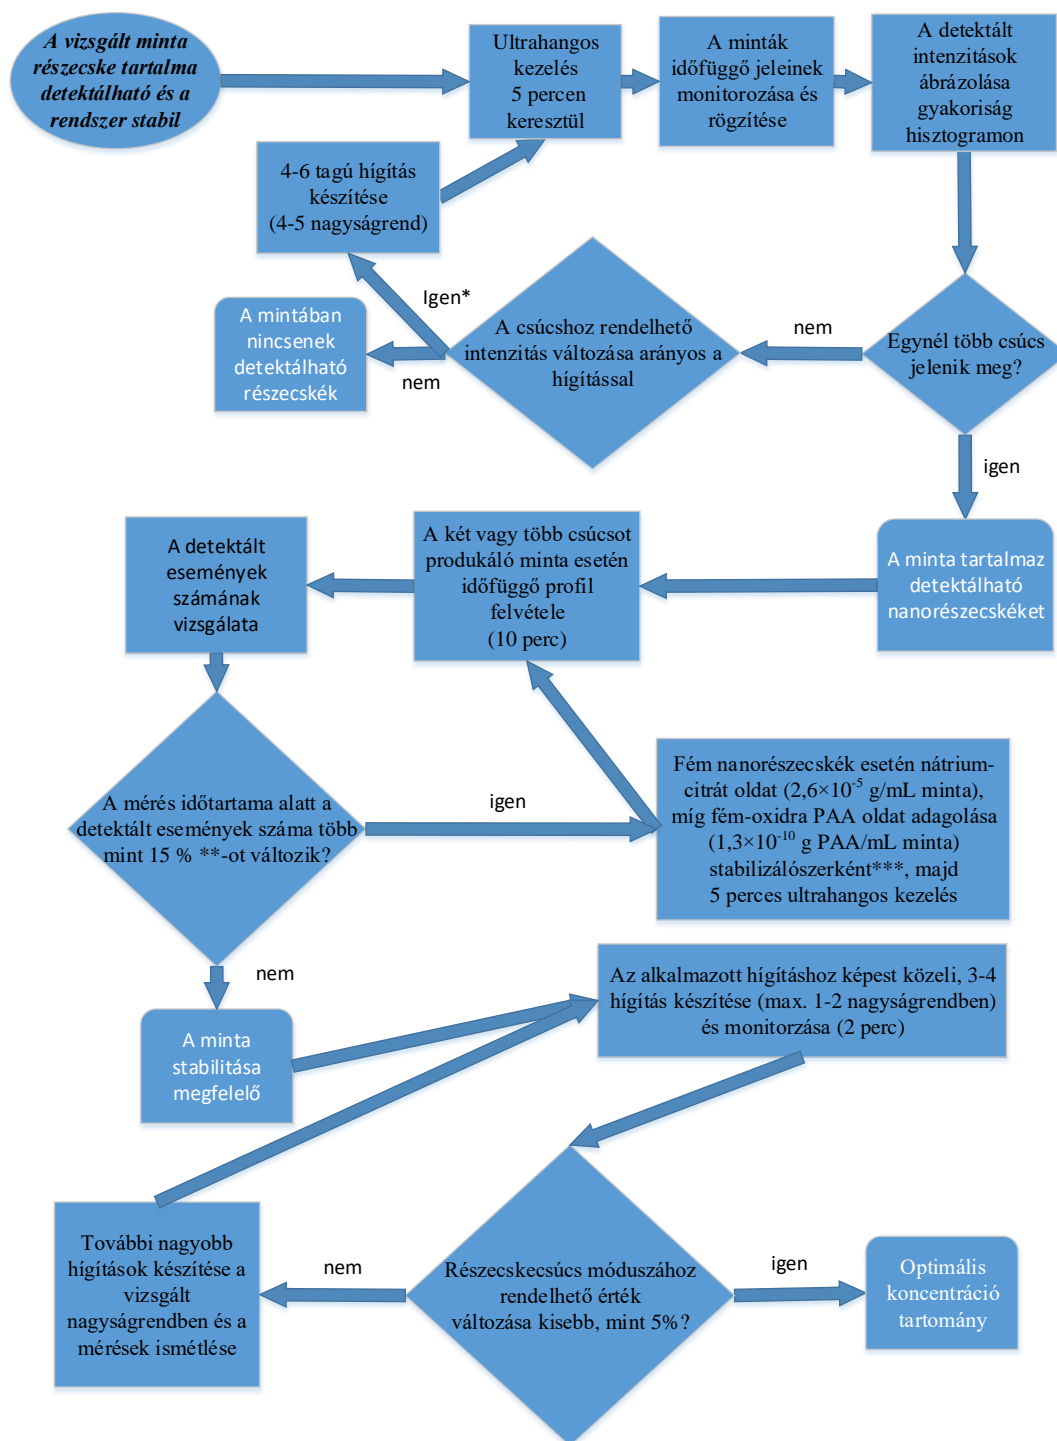 A vizsgált minta
részecske tartalma
detektálható és a
rendszer stabil
Ultrahangos
kezelés
5 percen
keresztül
A minták
időfüggő jeleinek
monitorozása és
rögzítése
A detektált
intenzitások
ábrázolása
gyakoriság
hisztogramon
4-6 tagú hígítás
készítése
(4-5 nagyságrend)
Igen*
A mintában
nincsenek
detektálható
részecskék
nem
A csúcshoz rendelhető
intenzitás változása arányos a
hígítással
nem
Egynél több csúcs
jelenik meg?
igen
A minta tartalmaz
detektálható
nanorészecskéket
A két vagy több csúcsot
produkáló minta esetén
időfüggő profil
felvétele
(10 perc)
A detektált
események
számának
vizsgálata
A mérés időtartama alatt a
detektált események száma több
mint 15 % **-ot változik?
igen
Fém nanorészecskék esetén nátrium-
citrát oldat (2,6×10⁻⁵ g/mL minta),
míg fém-oxidra PAA oldat adagolása
(1,3×10⁻¹⁰ g PAA/mL minta)
stabilizálószerként***, majd
5 perces ultrahangos kezelés
nem
A minta
stabilitása
megfelelő
Az alkalmazott hígításhoz képest közeli, 3-4
hígítás készítése (max. 1-2 nagyságrendben)
és monitorzása (2 perc)
További nagyobb
hígítások készítése a
vizsgált
nagyságrendben és a
mérések ismétlése
nem
Részecskecsúcs móduszához
rendelhető érték
változása kisebb, mint 5%?
igen
Optimális
koncentráció
tartomány